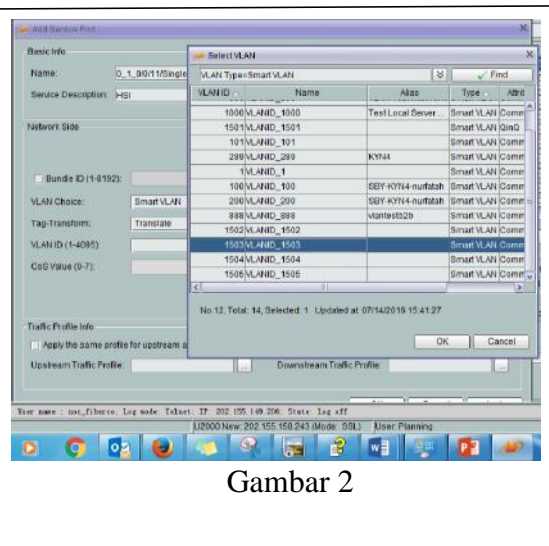 Add Service Port
Basic Info
Name: 0_1_0/0/11/Single
Service Description: HSI
Network Side
Bundle ID (1-8192):
VLAN Choice: Smart VLAN
Tag-Transform: Translate
VLAN ID (1-4095):
CoS Value (0-7):
Traffic Profile Info
Apply the same profile for upstream a
Upstream Traffic Profile: ... Downstream Traffic Profile: ...
Select VLAN
VLAN Type=Smart VLAN Find
VLAN ID Name Alias Type Attrib
1000 VLANID_1000 Test Local Server ... Smart VLAN Comm
1501 VLANID_1501 Smart VLAN QinQ
101 VLANID_101 Smart VLAN Comm
289 VLANID_289 KYN4 Smart VLAN Comm
1 VLANID_1 Smart VLAN Comm
100 VLANID_100 SBY-KYN4-nurfatah Smart VLAN Comm
200 VLANID_200 SBY-KYN4-nurfatah Smart VLAN Comm
888 VLANID_888 vlantestb2b Smart VLAN Comm
1502 VLANID_1502 Smart VLAN Comm
1503 VLANID_1503 Smart VLAN Comm
1504 VLANID_1504 Smart VLAN Comm
1505 VLANID_1505 Smart VLAN Comm
No.12, Total: 14, Selected: 1 Updated at: 07/14/2016 15:41:27
OK Cancel
User name : noc_fiberco. Log mode: Telnet: IP: 202.155.149.206. State: Log off
U2000 New: 202.155.158.243 (Mode: SSL) User: Planning
Gambar 2